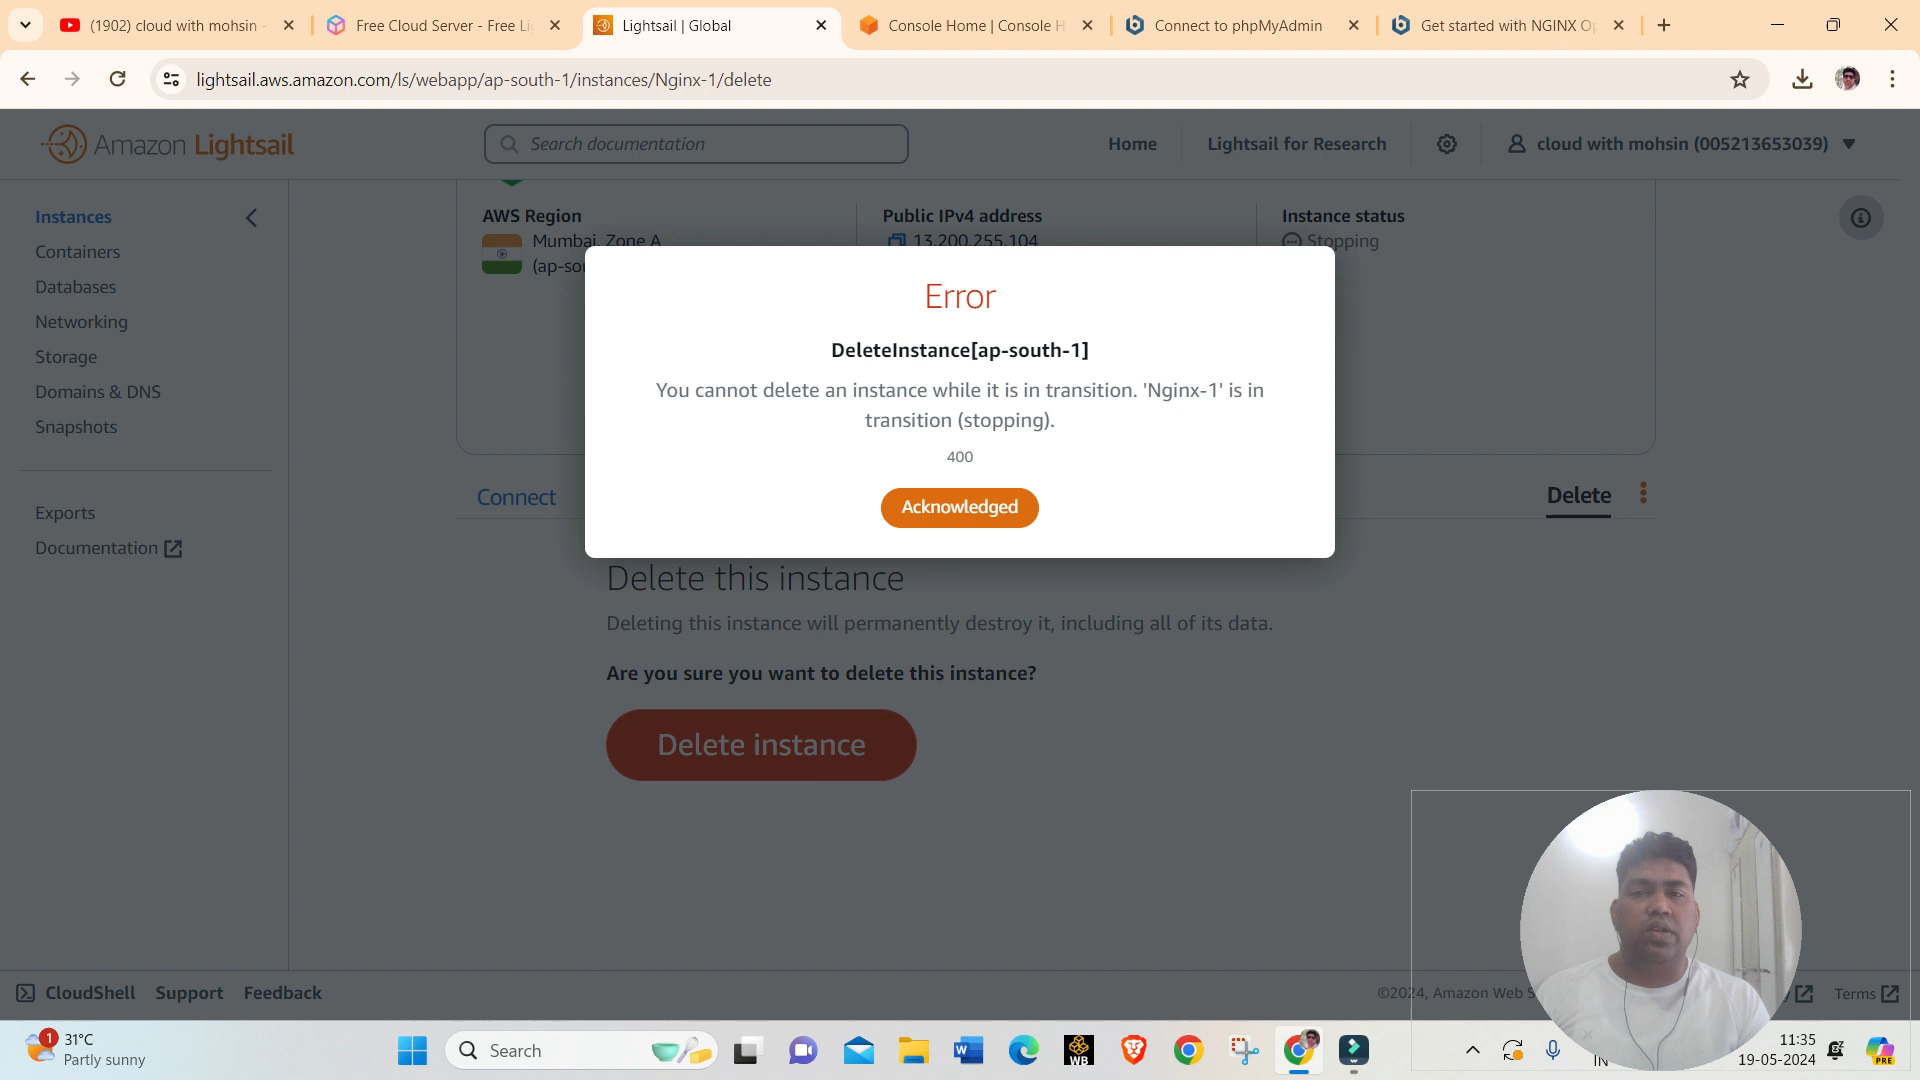 (1902) cloud with mohsin -
Free Cloud Server - Free Li
Lightsail | Global
Console Home | Console H
Connect to phpMyAdmin
Get started with NGINX Op
lightsail.aws.amazon.com/ls/webapp/ap-south-1/instances/Nginx-1/delete
Amazon Lightsail
Search documentation
Home
Lightsail for Research
cloud with mohsin (005213653039)
Instances
Containers
Databases
Networking
Storage
Domains & DNS
Snapshots
Exports
Documentation
AWS Region
Mumbai, Zone A
(ap-sou
Public IPv4 address
13.200.255.104
Instance status
Stopping
Error
DeleteInstance[ap-south-1]
You cannot delete an instance while it is in transition. 'Nginx-1' is in
transition (stopping).
400
Acknowledged
Connect
Delete
Delete this instance
Deleting this instance will permanently destroy it, including all of its data.
Are you sure you want to delete this instance?
Delete instance
CloudShell
Support
Feedback
©2024, Amazon Web S
Terms
1
31°C
Partly sunny
Search
W
WB
IN
11:35
19-05-2024
PRE